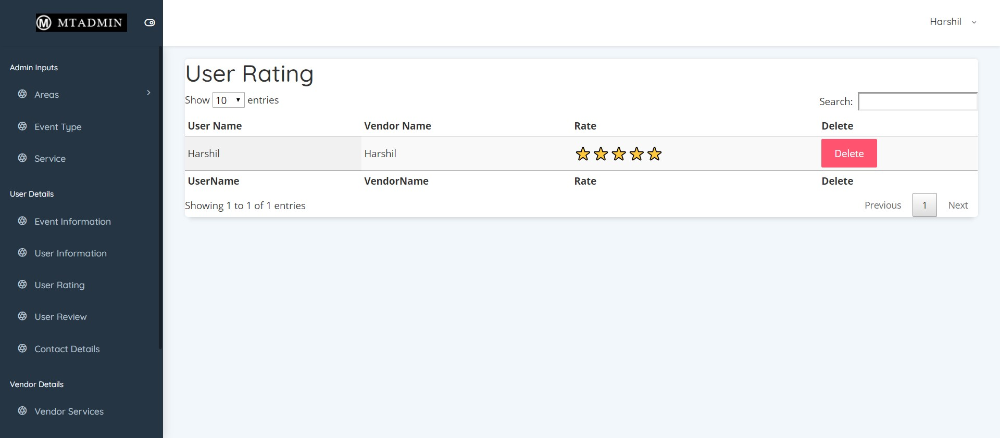 MTADMIN
Harshil
Admin Inputs
Areas
Event Type
Service
User Details
Event Information
User Information
User Rating
User Review
Contact Details
Vendor Details
Vendor Services
User Rating
Show 10 entries
Search:
User Name Vendor Name Rate Delete
Harshil Harshil Delete
UserName VendorName Rate Delete
Showing 1 to 1 of 1 entries
Previous 1 Next